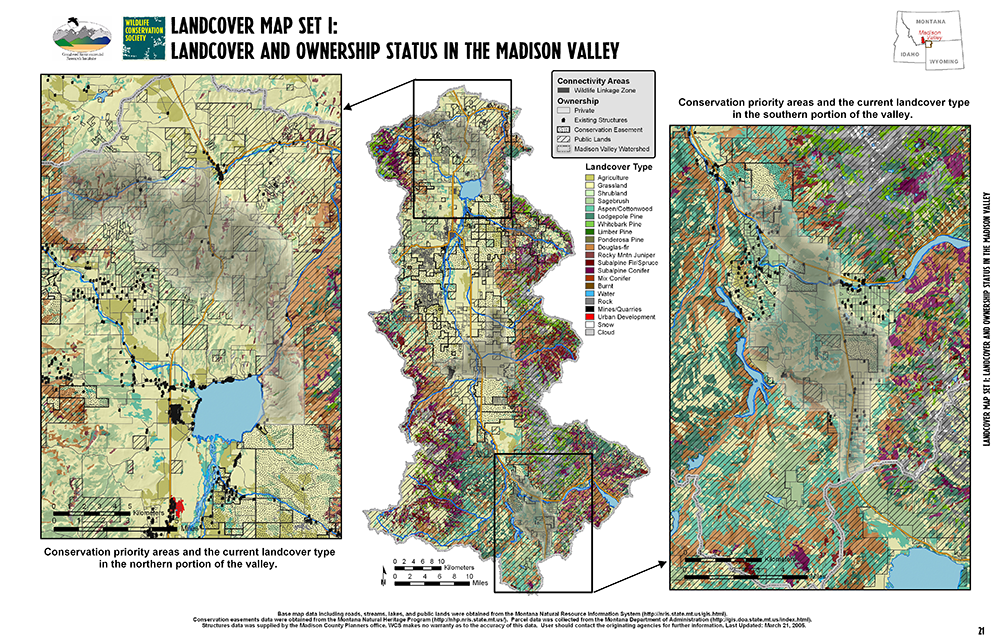 LANDCOVER MAP SET I:
LANDCOVER AND OWNERSHIP STATUS IN THE MADISON VALLEY
WILDLIFE
CONSERVATION
SOCIETY
MONTANA
Madison
Valley
IDAHO
WYOMING
Connectivity Areas
Wildlife Linkage Zone
Ownership
Private
Existing Structures
Conservation Easement
Public Lands
Madison Valley Watershed
Landcover Type
Agriculture
Grassland
Shrubland
Sagebrush
Aspen/Cottonwood
Lodgepole Pine
Whitebark Pine
Limber Pine
Ponderosa Pine
Douglas-fir
Rocky Mntn Juniper
Subalpine Fir/Spruce
Subalpine Conifer
Mix Conifer
Burnt
Water
Rock
Mines/Quarries
Urban Development
Snow
Cloud
Conservation priority areas and the current landcover type
in the southern portion of the valley.
LANDCOVER MAP SET I: LANDCOVER AND OWNERSHIP STATUS IN THE MADISON VALLEY
Kilometers
Miles
Conservation priority areas and the current landcover type
in the northern portion of the valley.
N
0 2 4 6 8 10
Kilometers
0 2 4 6 8 10
Miles
Kilometers
Miles
Base map data including roads, streams, lakes, and public lands were obtained from the Montana Natural Resource Information System (http://nris.state.mt.us/gis.html).
Conservation easements data were obtained from the Montana Natural Heritage Program (http://nhp.nris.state.mt.us/). Parcel data was collected from the Montana Department of Administration (http://gis.doa.state.mt.us/index.html).
Structures data was supplied by the Madison County Planners office. WCS makes no warranty as to the accuracy of this data. User should contact the originating agencies for further information. Last Updated: March 21, 2005.
21